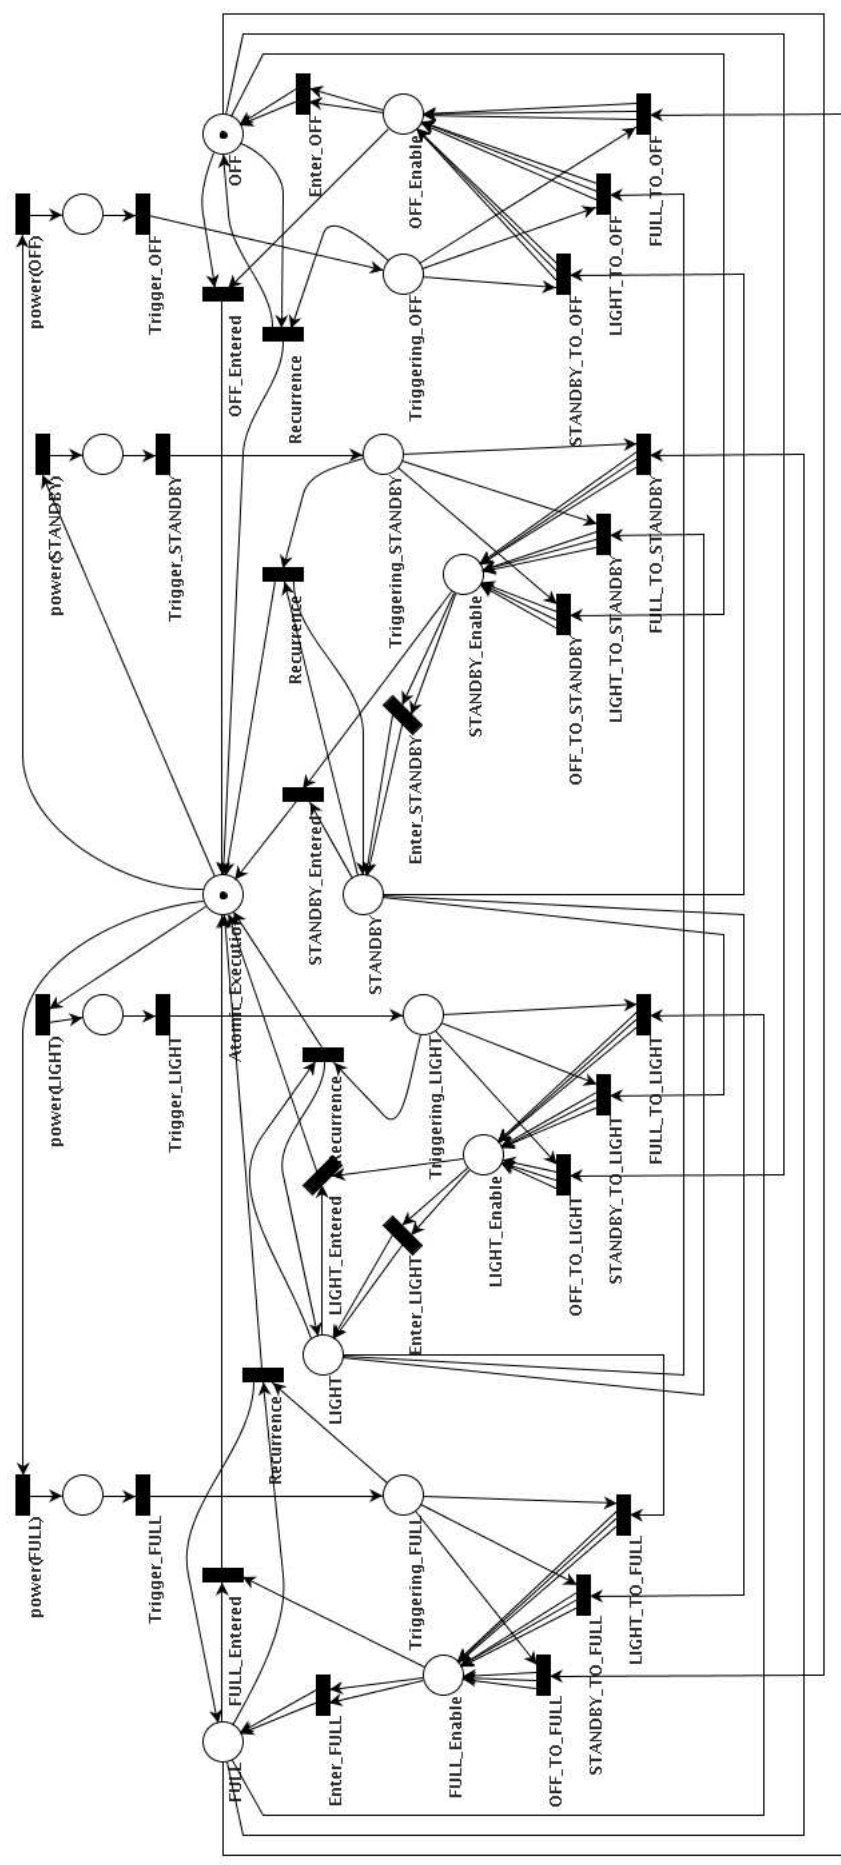 power(OFF)
Trigger_OFF
OFF
OFF_Entered
Enter_OFF
Recurrence
OFF_Enable
Triggering_OFF
STANDBY_TO_OFF
LIGHT_TO_OFF
FULL_TO_OFF
power(STANDBY)
Trigger_STANDBY
Recurrence
Triggering_STANDBY
STANDBY_Enable
Enter_STANDBY
STANDBY_Entered
STANDBY
OFF_TO_STANDBY
LIGHT_TO_STANDBY
FULL_TO_STANDBY
Atomic_Execution
power(LIGHT)
Trigger_LIGHT
Recurrence
LIGHT_Entered
Triggering_LIGHT
LIGHT_Enable
Enter_LIGHT
LIGHT
OFF_TO_LIGHT
STANDBY_TO_LIGHT
FULL_TO_LIGHT
power(FULL)
Trigger_FULL
Recurrence
FULL_Entered
FULL
Enter_FULL
Triggering_FULL
FULL_Enable
OFF_TO_FULL
STANDBY_TO_FULL
LIGHT_TO_FULL